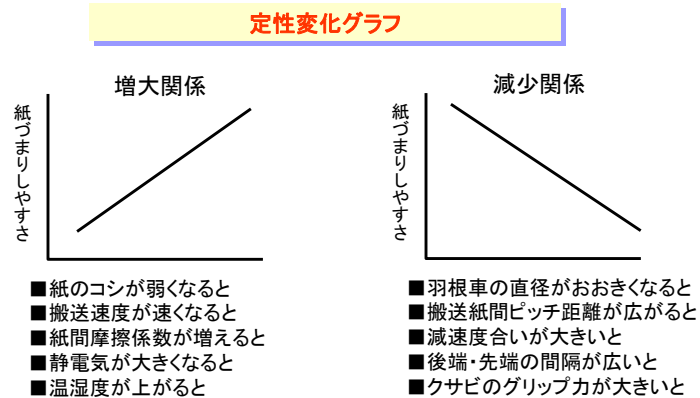 定性変化グラフ
増大関係
紙づまりしやすさ
■紙のコシが弱くなると
■搬送速度が速くなると
■紙間摩擦係数が増えると
■静電気が大きくなると
■温湿度が上がると
減少関係
紙づまりしやすさ
■羽根車の直径がおおきくなると
■搬送紙間ピッチ距離が広がると
■減速度合いが大きいと
■後端・先端の間隔が広いと
■クサビのグリップ力が大きいと